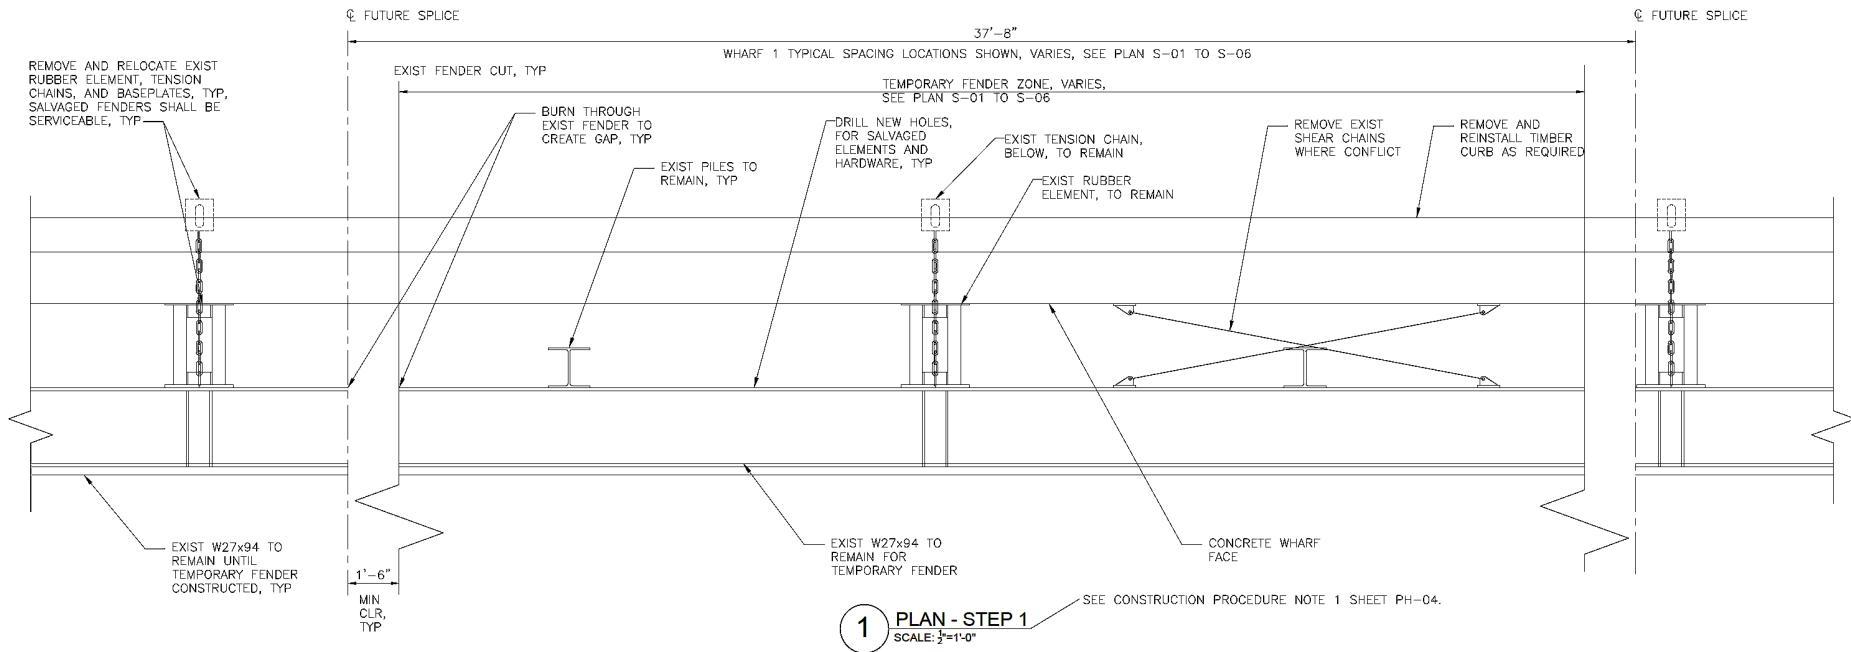 ℄ FUTURE SPLICE
℄ FUTURE SPLICE
37'-8"
WHARF 1 TYPICAL SPACING LOCATIONS SHOWN, VARIES, SEE PLAN S-01 TO S-06
REMOVE AND RELOCATE EXIST
RUBBER ELEMENT, TENSION
CHAINS, AND BASEPLATES, TYP,
SALVAGED FENDERS SHALL BE
SERVICEABLE, TYP
EXIST FENDER CUT, TYP
TEMPORARY FENDER ZONE, VARIES,
SEE PLAN S-01 TO S-06
BURN THROUGH
EXIST FENDER TO
CREATE GAP, TYP
EXIST PILES TO
REMAIN, TYP
DRILL NEW HOLES,
FOR SALVAGED
ELEMENTS AND
HARDWARE, TYP
EXIST TENSION CHAIN,
BELOW, TO REMAIN
EXIST RUBBER
ELEMENT, TO REMAIN
REMOVE EXIST
SHEAR CHAINS
WHERE CONFLICT
REMOVE AND
REINSTALL TIMBER
CURB AS REQUIRED
EXIST W27x94 TO
REMAIN UNTIL
TEMPORARY FENDER
CONSTRUCTED, TYP
1'-6"
MIN
CLR,
TYP
EXIST W27x94 TO
REMAIN FOR
TEMPORARY FENDER
CONCRETE WHARF
FACE
1
PLAN - STEP 1
SCALE: ½"=1'-0"
SEE CONSTRUCTION PROCEDURE NOTE 1 SHEET PH-04.